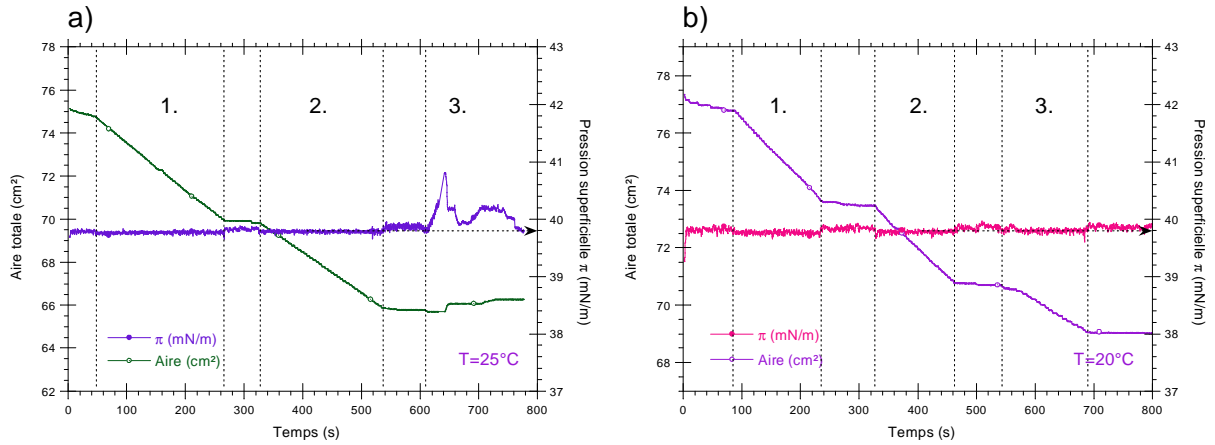 a)
78
76
74
72
70
68
66
64
62
Aire totale (cm²)
43
42
41
40
39
38
37
Pression superficielle π (mN/m)
1.
2.
3.
π (mN/m)
Aire (cm²)
T=25°C
0 100 200 300 400 500 600 700 800
Temps (s)
b)
78
76
74
72
70
68
Aire totale (cm²)
43
42
41
40
39
38
37
Pression superficielle π (mN/m)
1.
2.
3.
π (mN/m)
Aire (cm²)
T=20°C
0 100 200 300 400 500 600 700 800
Temps (s)